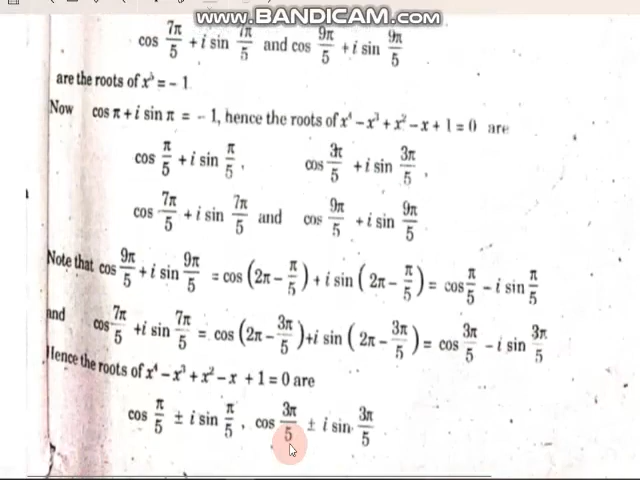 www.BANDICAM.com
cos 7π/5 + i sin 7π/5 and cos 9π/5 + i sin 9π/5
are the roots of x⁵ = – 1
Now cos π + i sin π = – 1, hence the roots of x⁴ – x³ + x² – x + 1 = 0 are
cos π/5 + i sin π/5, cos 3π/5 + i sin 3π/5,
cos 7π/5 + i sin 7π/5 and cos 9π/5 + i sin 9π/5
Note that cos 9π/5 + i sin 9π/5 = cos(2π – π/5) + i sin(2π – π/5) = cos π/5 – i sin π/5
and cos 7π/5 + i sin 7π/5 = cos(2π – 3π/5) + i sin(2π – 3π/5) = cos 3π/5 – i sin 3π/5
Hence the roots of x⁴ – x³ + x² – x + 1 = 0 are
cos π/5 ± i sin π/5, cos 3π/5 ± i sin 3π/5